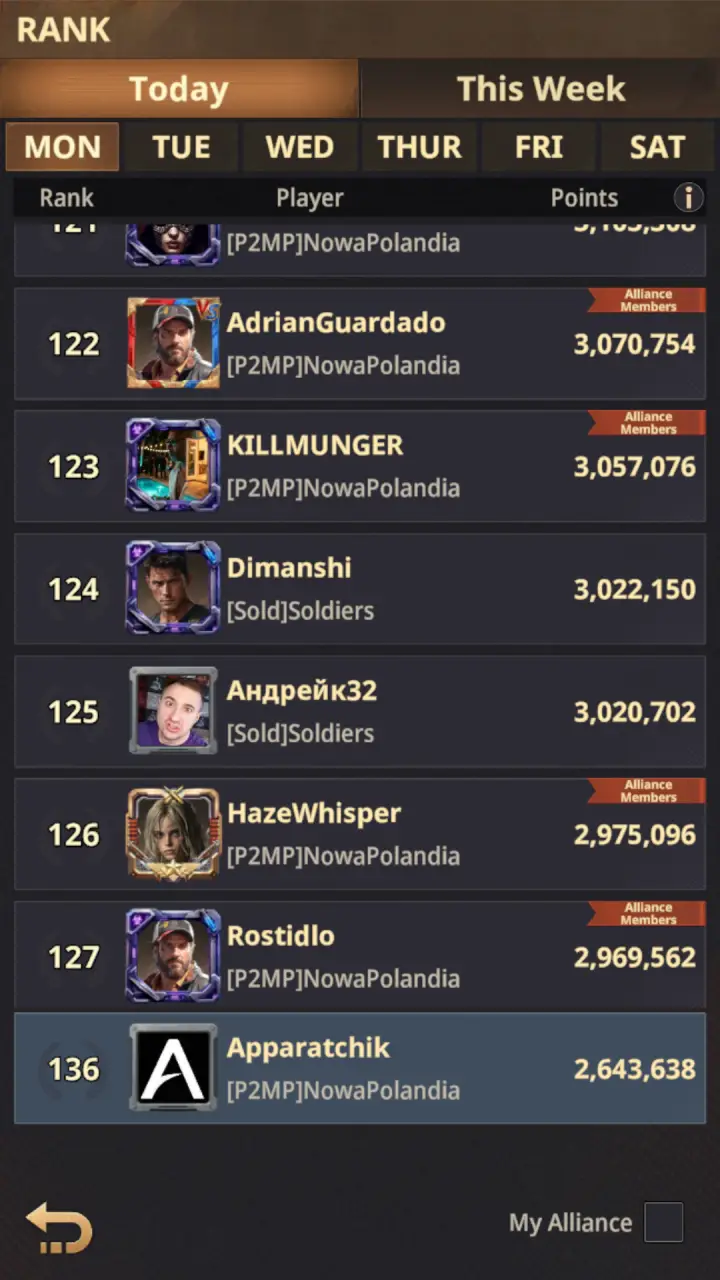 RANK
Today
This Week
MON TUE WED THUR FRI SAT
Rank Player Points i
121
[P2MP]NowaPolandia
Alliance Members
122
AdrianGuardado
[P2MP]NowaPolandia
3,070,754
Alliance Members
123
KILLMUNGER
[P2MP]NowaPolandia
3,057,076
124
Dimanshi
[Sold]Soldiers
3,022,150
125
Андрейк32
[Sold]Soldiers
3,020,702
Alliance Members
126
HazeWhisper
[P2MP]NowaPolandia
2,975,096
Alliance Members
127
Rostidlo
[P2MP]NowaPolandia
2,969,562
136
Apparatchik
[P2MP]NowaPolandia
2,643,638
My Alliance